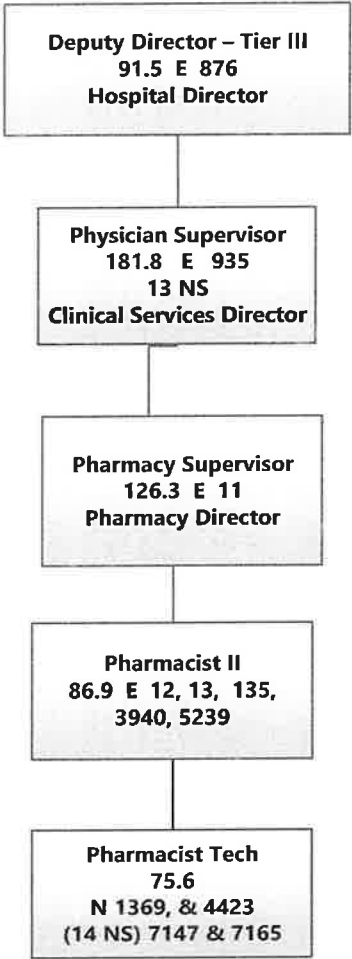 Deputy Director – Tier III
91.5 E 876
Hospital Director
Physician Supervisor
181.8 E 935
13 NS
Clinical Services Director
Pharmacy Supervisor
126.3 E 11
Pharmacy Director
Pharmacist II
86.9 E 12, 13, 135,
3940, 5239
Pharmacist Tech
75.6
N 1369, & 4423
(14 NS) 7147 & 7165